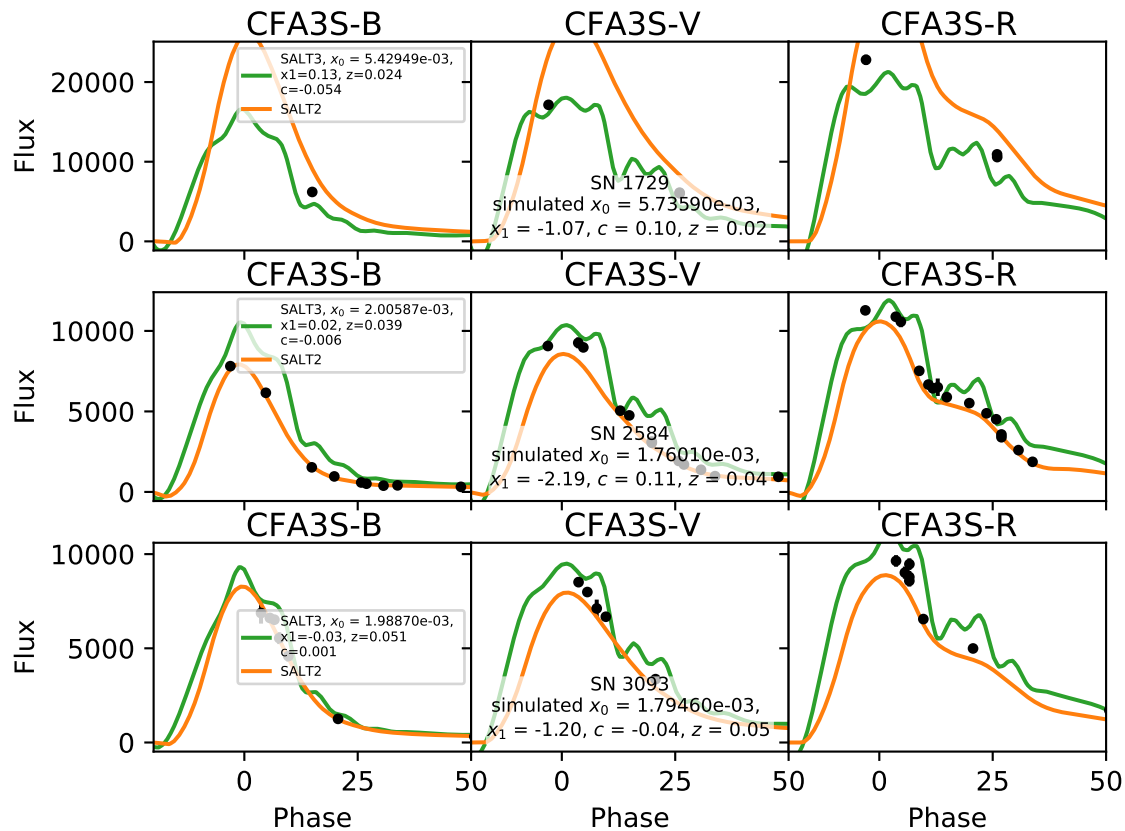 CFA3S-B CFA3S-V CFA3S-R
SALT3, x₀ = 5.42949e-03,
x1=0.13, z=0.024
c=-0.054
SALT2
20000
10000
0
Flux
SN 1729
simulated x₀ = 5.73590e-03,
x₁ = -1.07, c = 0.10, z = 0.02
CFA3S-B CFA3S-V CFA3S-R
SALT3, x₀ = 2.00587e-03,
x1=0.02, z=0.039
c=-0.006
SALT2
10000
5000
0
Flux
SN 2584
simulated x₀ = 1.76010e-03,
x₁ = -2.19, c = 0.11, z = 0.04
CFA3S-B CFA3S-V CFA3S-R
SALT3, x₀ = 1.98870e-03,
x1=-0.03, z=0.051
c=0.001
SALT2
10000
5000
0
Flux
SN 3093
simulated x₀ = 1.79460e-03,
x₁ = -1.20, c = -0.04, z = 0.05
0 25 50 0 25 50 0 25 50
Phase Phase Phase